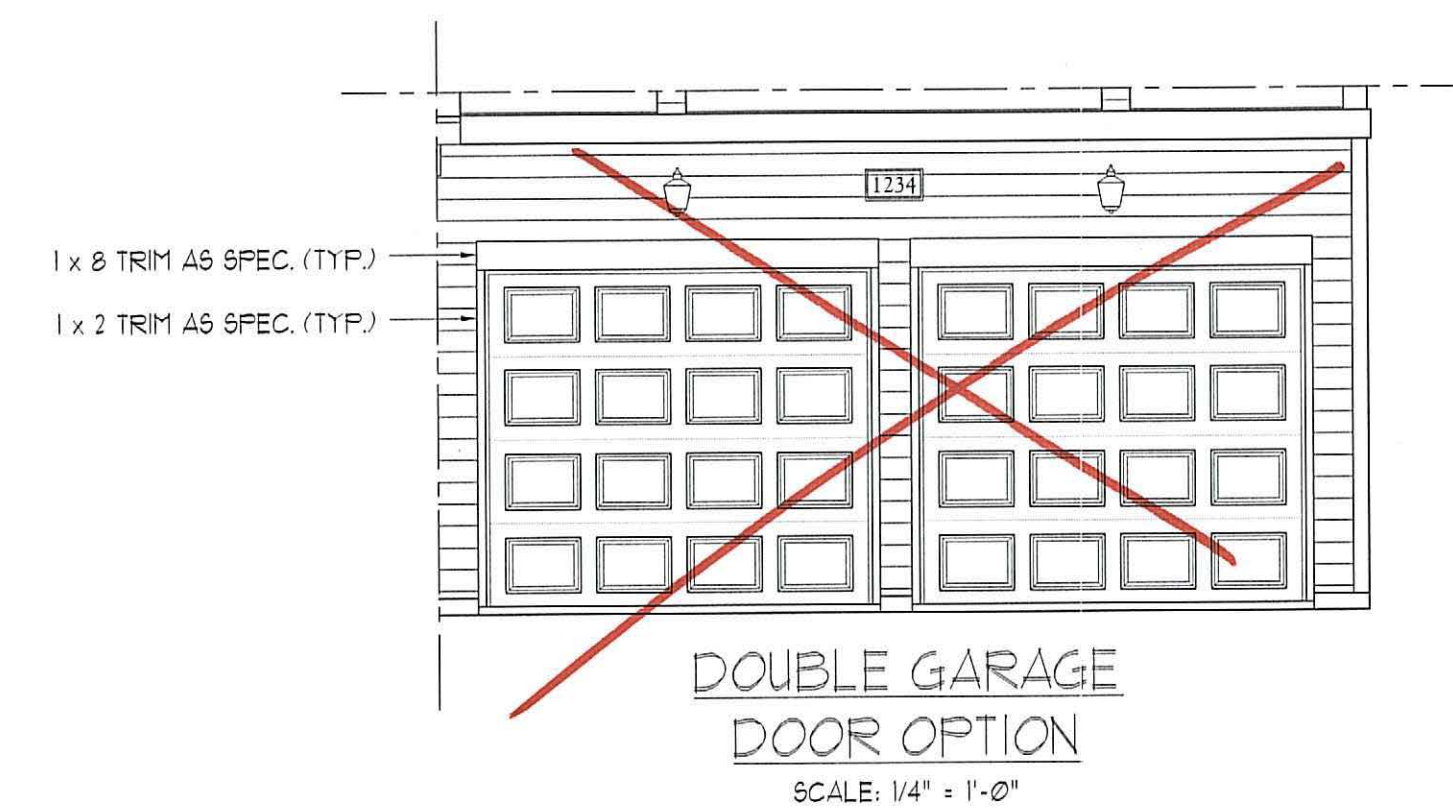 1234
1 x 8 TRIM AS SPEC. (TYP.)
1 x 2 TRIM AS SPEC. (TYP.)
DOUBLE GARAGE
DOOR OPTION
SCALE: 1/4" = 1'-0"